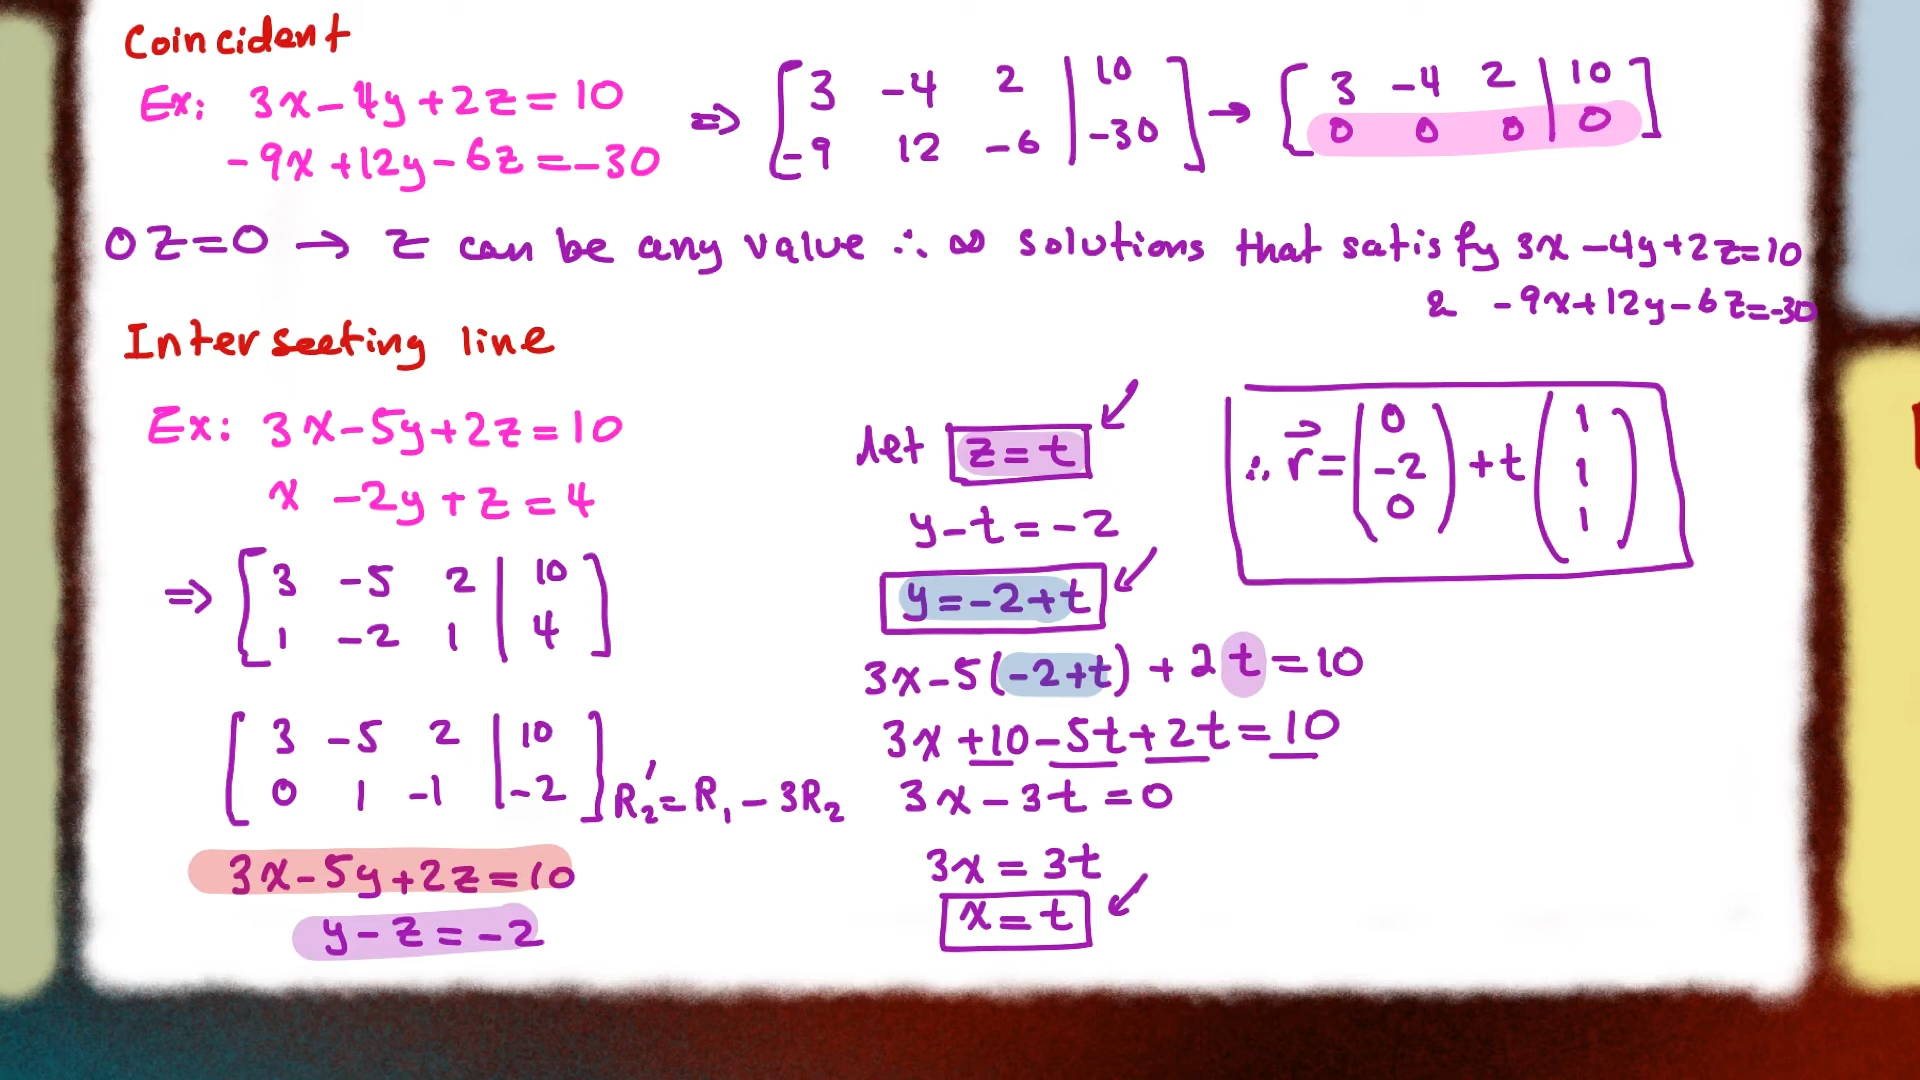 Coincident
Ex: 3x-4y+2z=10 ⇒ [3 -4 2 | 10] → [3 -4 2 | 10]
-9x+12y-6z=-30 [-9 12 -6 | -30] [0 0 0 | 0]
0z=0 → z can be any value ∴ ∞ solutions that satisfy 3x-4y+2z=10
& -9x+12y-6z=-30
Interseeting line
Ex: 3x-5y+2z=10
x -2y+z=4
⇒ [3 -5 2 | 10]
[1 -2 1 | 4]
[3 -5 2 | 10]
[0 1 -1 | -2] R₂'=R₁-3R₂
3x-5y+2z=10
y-z=-2
let z=t
y-t=-2
y=-2+t
3x-5(-2+t)+2t=10
3x+10-5t+2t=10
3x-3t=0
3x=3t
x=t
∴ r⃗ = (0 -2 0) + t (1 1 1)